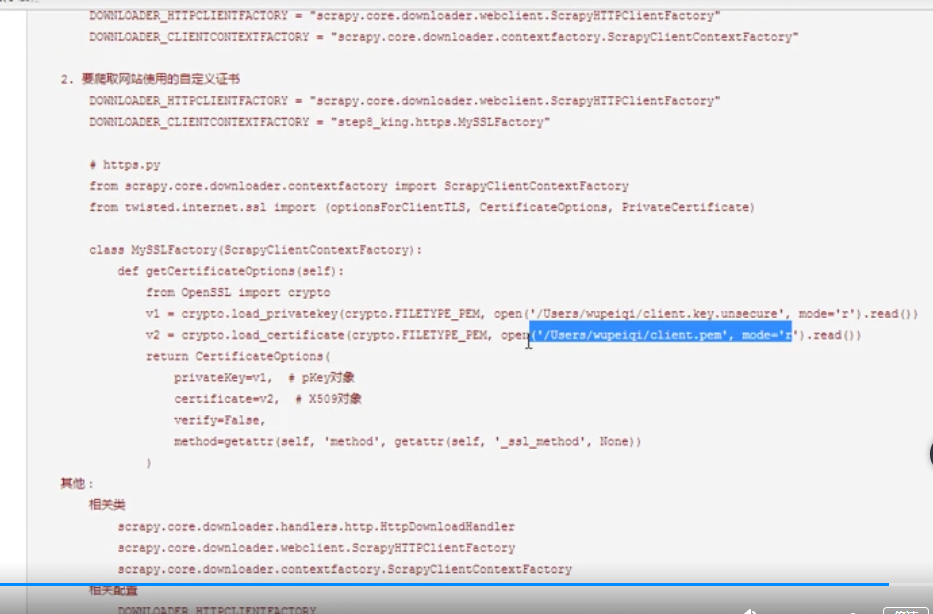 DOWNLOADER_HTTPCLIENTFACTORY = "scrapy.core.downloader.webclient.ScrapyHTTPClientFactory"
DOWNLOADER_CLIENTCONTEXTFACTORY = "scrapy.core.downloader.contextfactory.ScrapyClientContextFactory"
2. 要爬取网站使用的自定义证书
DOWNLOADER_HTTPCLIENTFACTORY = "scrapy.core.downloader.webclient.ScrapyHTTPClientFactory"
DOWNLOADER_CLIENTCONTEXTFACTORY = "step8_king.https.MySSLFactory"
# https.py
from scrapy.core.downloader.contextfactory import ScrapyClientContextFactory
from twisted.internet.ssl import (optionsForClientTLS, CertificateOptions, PrivateCertificate)
class MySSLFactory(ScrapyClientContextFactory):
def getCertificateOptions(self):
from OpenSSL import crypto
v1 = crypto.load_privatekey(crypto.FILETYPE_PEM, open('/Users/wupeiqi/client.key.unsecure', mode='r').read())
v2 = crypto.load_certificate(crypto.FILETYPE_PEM, open('/Users/wupeiqi/client.pem', mode='r').read())
return CertificateOptions(
privateKey=v1,  # pKey对象
certificate=v2,  # X509对象
verify=False,
method=getattr(self, 'method', getattr(self, '_ssl_method', None))
)
其他：
相关类
scrapy.core.downloader.handlers.http.HttpDownloadHandler
scrapy.core.downloader.webclient.ScrapyHTTPClientFactory
scrapy.core.downloader.contextfactory.ScrapyClientContextFactory
相关配置
DOWNLOADER_HTTPCLIENTFACTORY
倍速